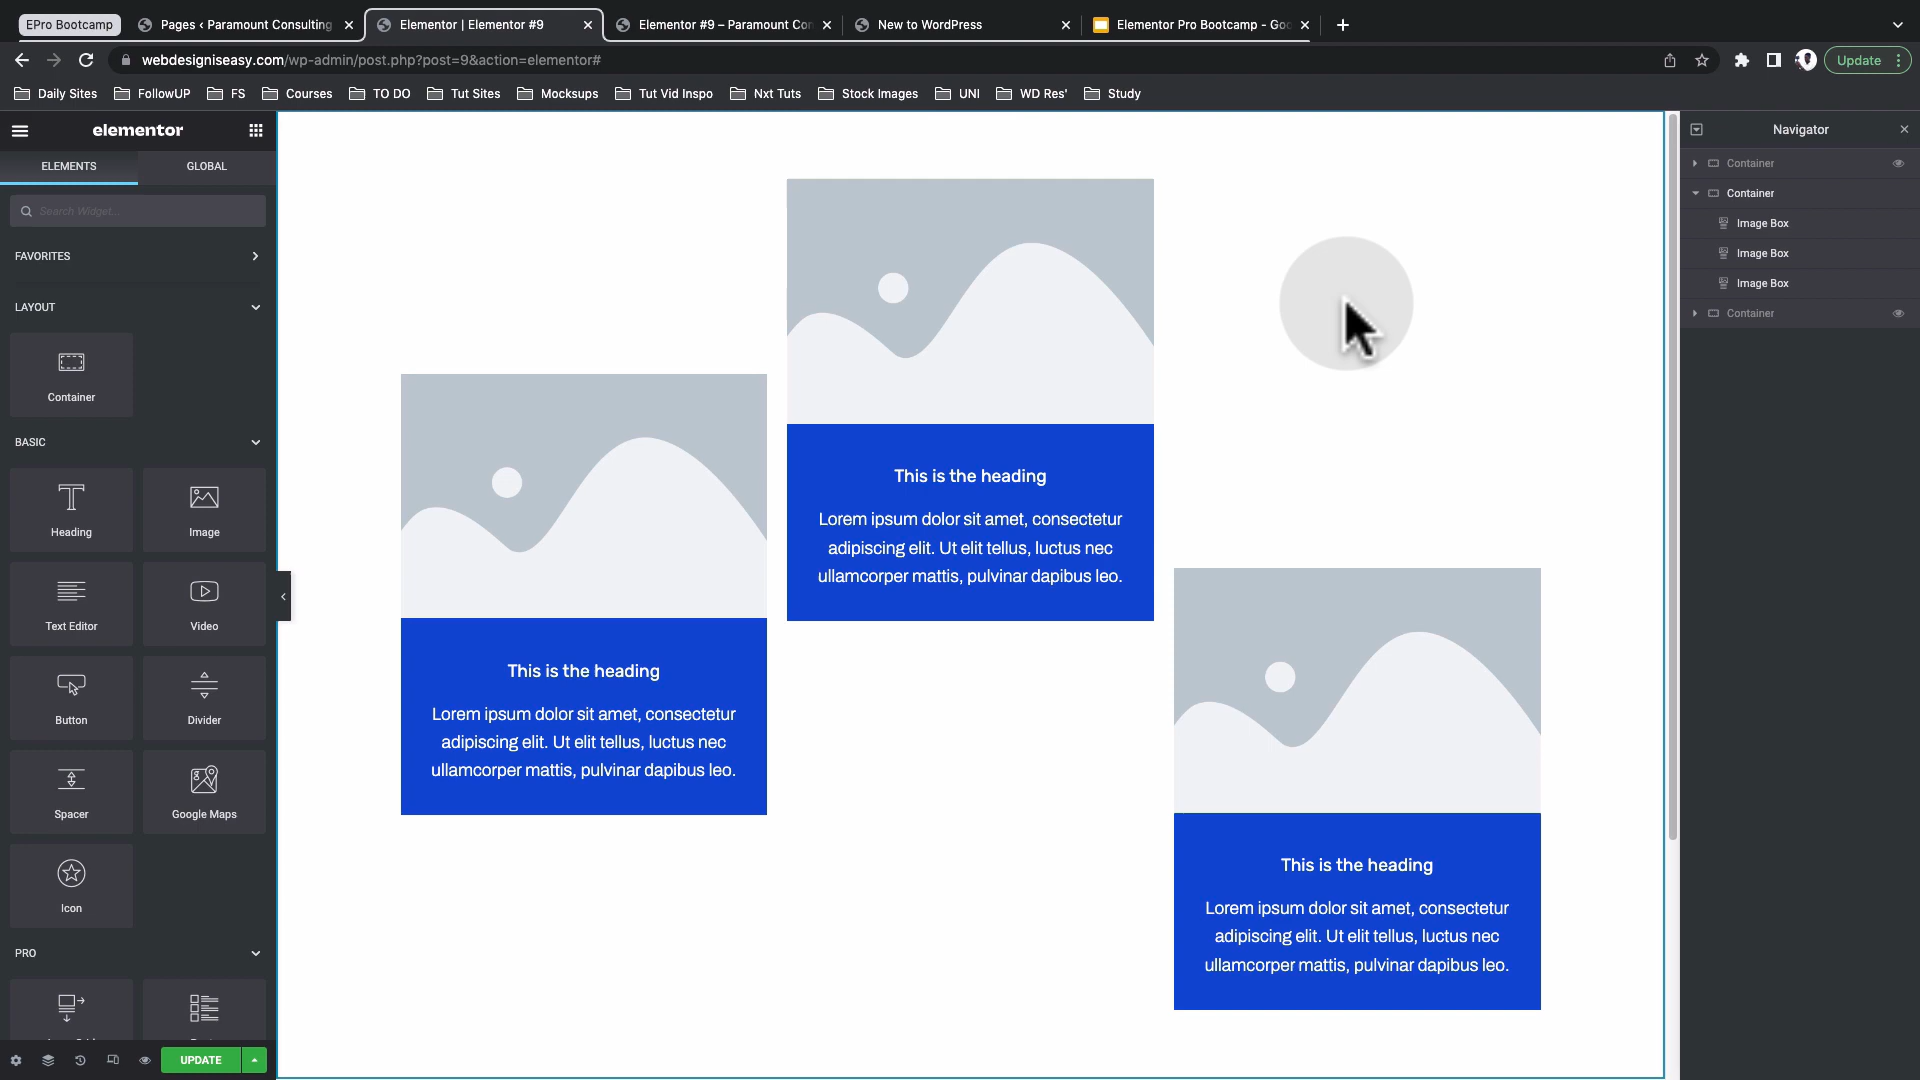 EPro Bootcamp
Pages ‹ Paramount Consulting
Elementor | Elementor #9
Elementor #9 – Paramount Con
New to WordPress
Elementor Pro Bootcamp - Goo
webdesigniseasy.com/wp-admin/post.php?post=9&action=elementor#
Update
Daily Sites
FollowUP
FS
Courses
TO DO
Tut Sites
Mocksups
Tut Vid Inspo
Nxt Tuts
Stock Images
UNI
WD Res'
Study
elementor
ELEMENTS
GLOBAL
Search Widget...
FAVORITES
LAYOUT
Container
BASIC
Heading
Image
Text Editor
Video
Button
Divider
Spacer
Google Maps
Icon
PRO
UPDATE
This is the heading
Lorem ipsum dolor sit amet, consectetur
adipiscing elit. Ut elit tellus, luctus nec
ullamcorper mattis, pulvinar dapibus leo.
This is the heading
Lorem ipsum dolor sit amet, consectetur
adipiscing elit. Ut elit tellus, luctus nec
ullamcorper mattis, pulvinar dapibus leo.
This is the heading
Lorem ipsum dolor sit amet, consectetur
adipiscing elit. Ut elit tellus, luctus nec
ullamcorper mattis, pulvinar dapibus leo.
Navigator
Container
Container
Image Box
Image Box
Image Box
Container